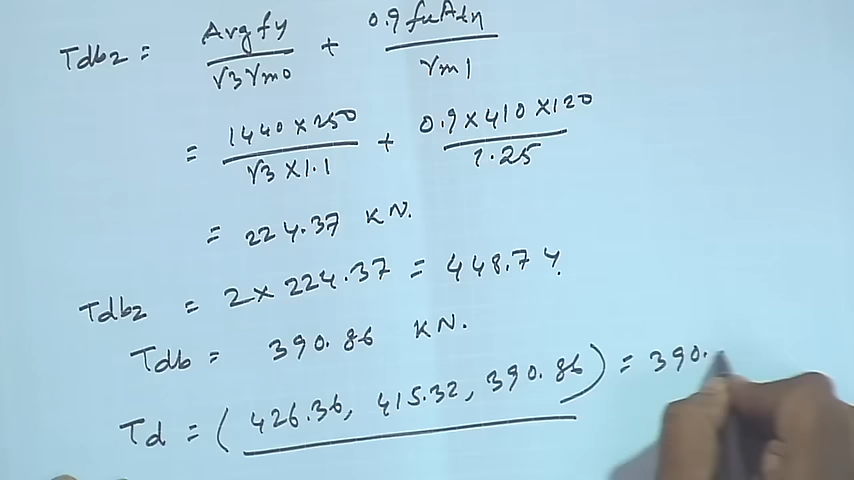 Tdb2 = Avg fy / √3 γm0 + 0.9 fu Atn / γm1
= 1440 × 250 / √3 × 1.1 + 0.9 × 410 × 120 / 1.25
= 224.37 KN.
Tdb2 = 2 × 224.37 = 448.74.
Tdb = 390.86 KN.
Td = (426.36, 415.32, 390.86) = 390.